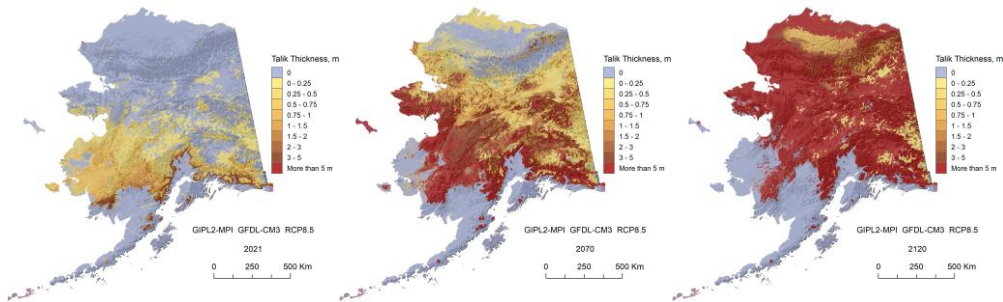 Talik Thickness, m
0
0 - 0.25
0.25 - 0.5
0.5 - 0.75
0.75 - 1
1 - 1.5
1.5 - 2
2 - 3
3 - 5
More than 5 m
GIPL2-MPI GFDL-CM3 RCP8.5
2021
0 250 500 Km
Talik Thickness, m
0
0 - 0.25
0.25 - 0.5
0.5 - 0.75
0.75 - 1
1 - 1.5
1.5 - 2
2 - 3
3 - 5
More than 5 m
GIPL2-MPI GFDL-CM3 RCP8.5
2070
0 250 500 Km
Talik Thickness, m
0
0 - 0.25
0.25 - 0.5
0.5 - 0.75
0.75 - 1
1 - 1.5
1.5 - 2
2 - 3
3 - 5
More than 5 m
GIPL2-MPI GFDL-CM3 RCP8.5
2120
0 250 500 Km